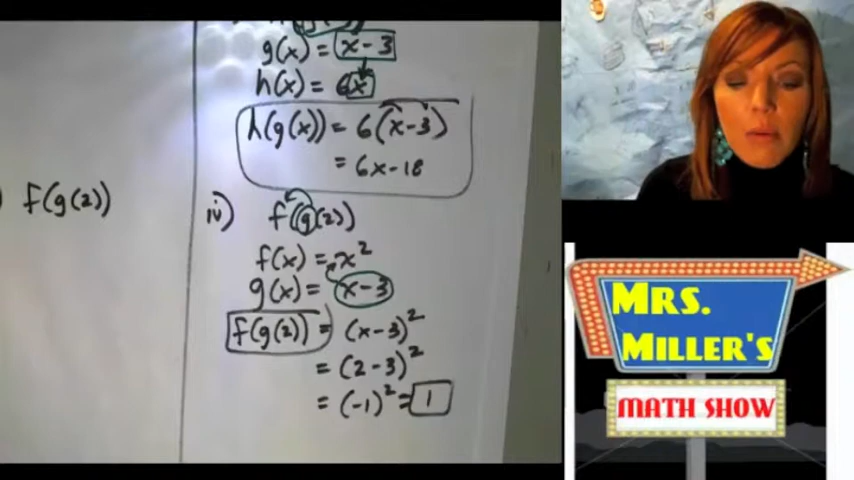 g(x) = x-3
h(x) = 6x
h(g(x)) = 6(x-3)
= 6x-18
) f(g(2))
iv) f(g(2))
f(x) = x²
g(x) = x-3
f(g(2)) = (x-3)²
= (2-3)²
= (-1)² = 1
MRS.
MILLER'S
MATH SHOW